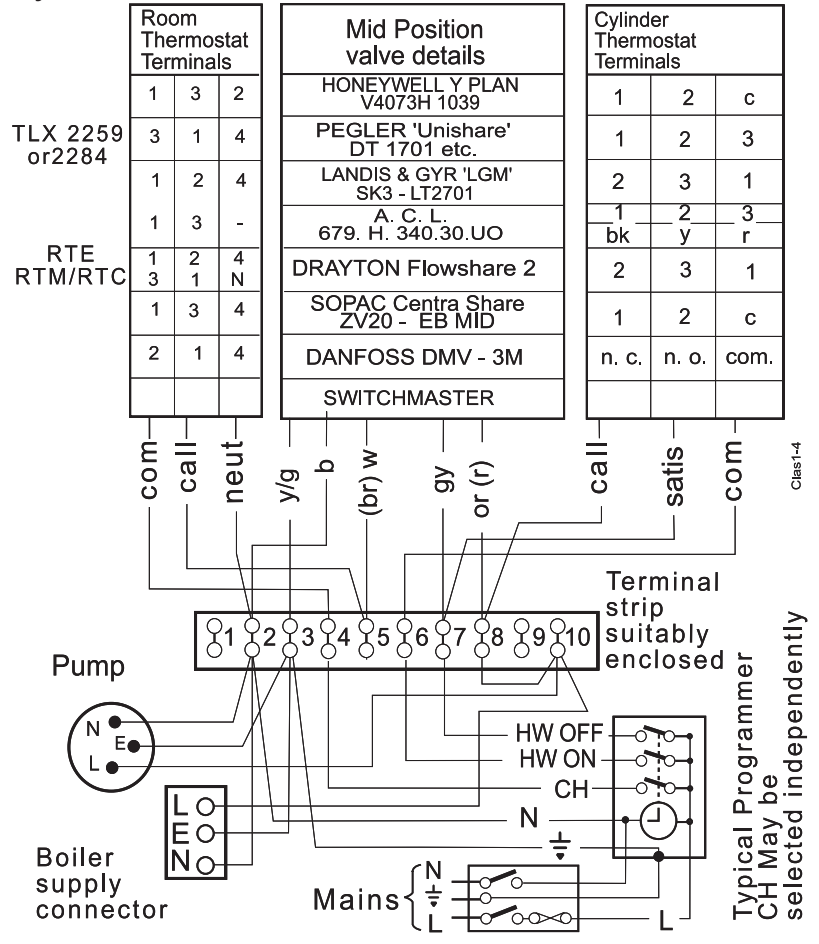 Room
Thermostat
Terminals
1 3 2
TLX 2259
or2284
3 1 4
1 2 4
1 3 -
RTE
RTM/RTC
1 2 4
3 1 N
1 3 4
2 1 4
Mid Position
valve details
HONEYWELL Y PLAN
V4073H 1039
PEGLER 'Unishare'
DT 1701 etc.
LANDIS & GYR 'LGM'
SK3 - LT2701
A. C. L.
679. H. 340.30.UO
DRAYTON Flowshare 2
SOPAC Centra Share
ZV20 - EB MID
DANFOSS DMV - 3M
SWITCHMASTER
Cylinder
Thermostat
Terminals
1 2 c
1 2 3
2 3 1
1 2 3
bk y r
2 3 1
1 2 c
n. c. n. o. com.
com
call
neut
y/g
b
(br) w
gy
or (r)
call
satis
com
Clas1-4
1 2 3 4 5 6 7 8 9 10
Terminal
strip
suitably
enclosed
Pump
N
E
L
HW OFF
HW ON
CH
N
Typical Programmer
CH May be
selected independently
L
E
N
Boiler
supply
connector
Mains
N
L
L